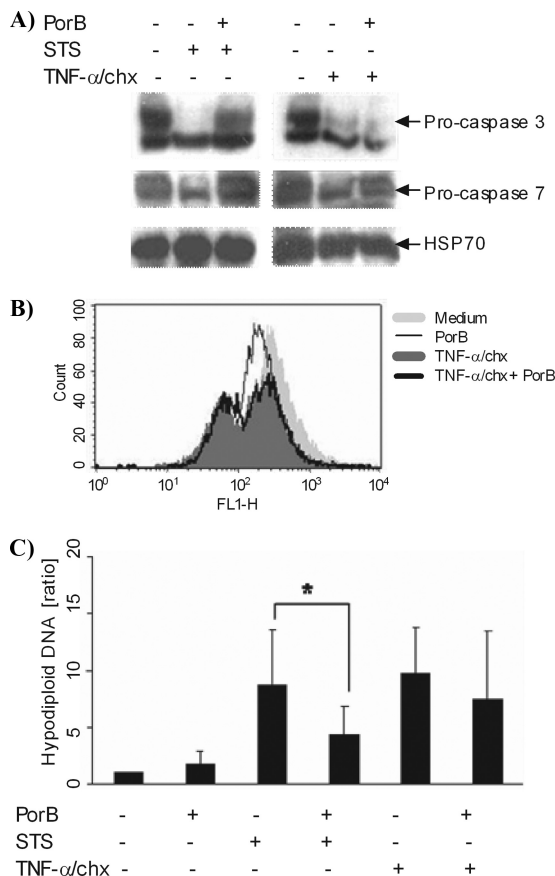 A)
PorB - - + - - +
STS - + +
TNF-α/chx - - - - + +
Pro-caspase 3
Pro-caspase 7
HSP70
B)
100
80
60
40
20
0
Count
10⁰ 10¹ 10² 10³ 10⁴
FL1-H
Medium
PorB
TNF-α/chx
TNF-α/chx+ PorB
C)
20
15
10
5
0
Hypodiploid DNA [ratio]
*
PorB - + - + - +
STS - - + + - -
TNF-α/chx - - - - + +